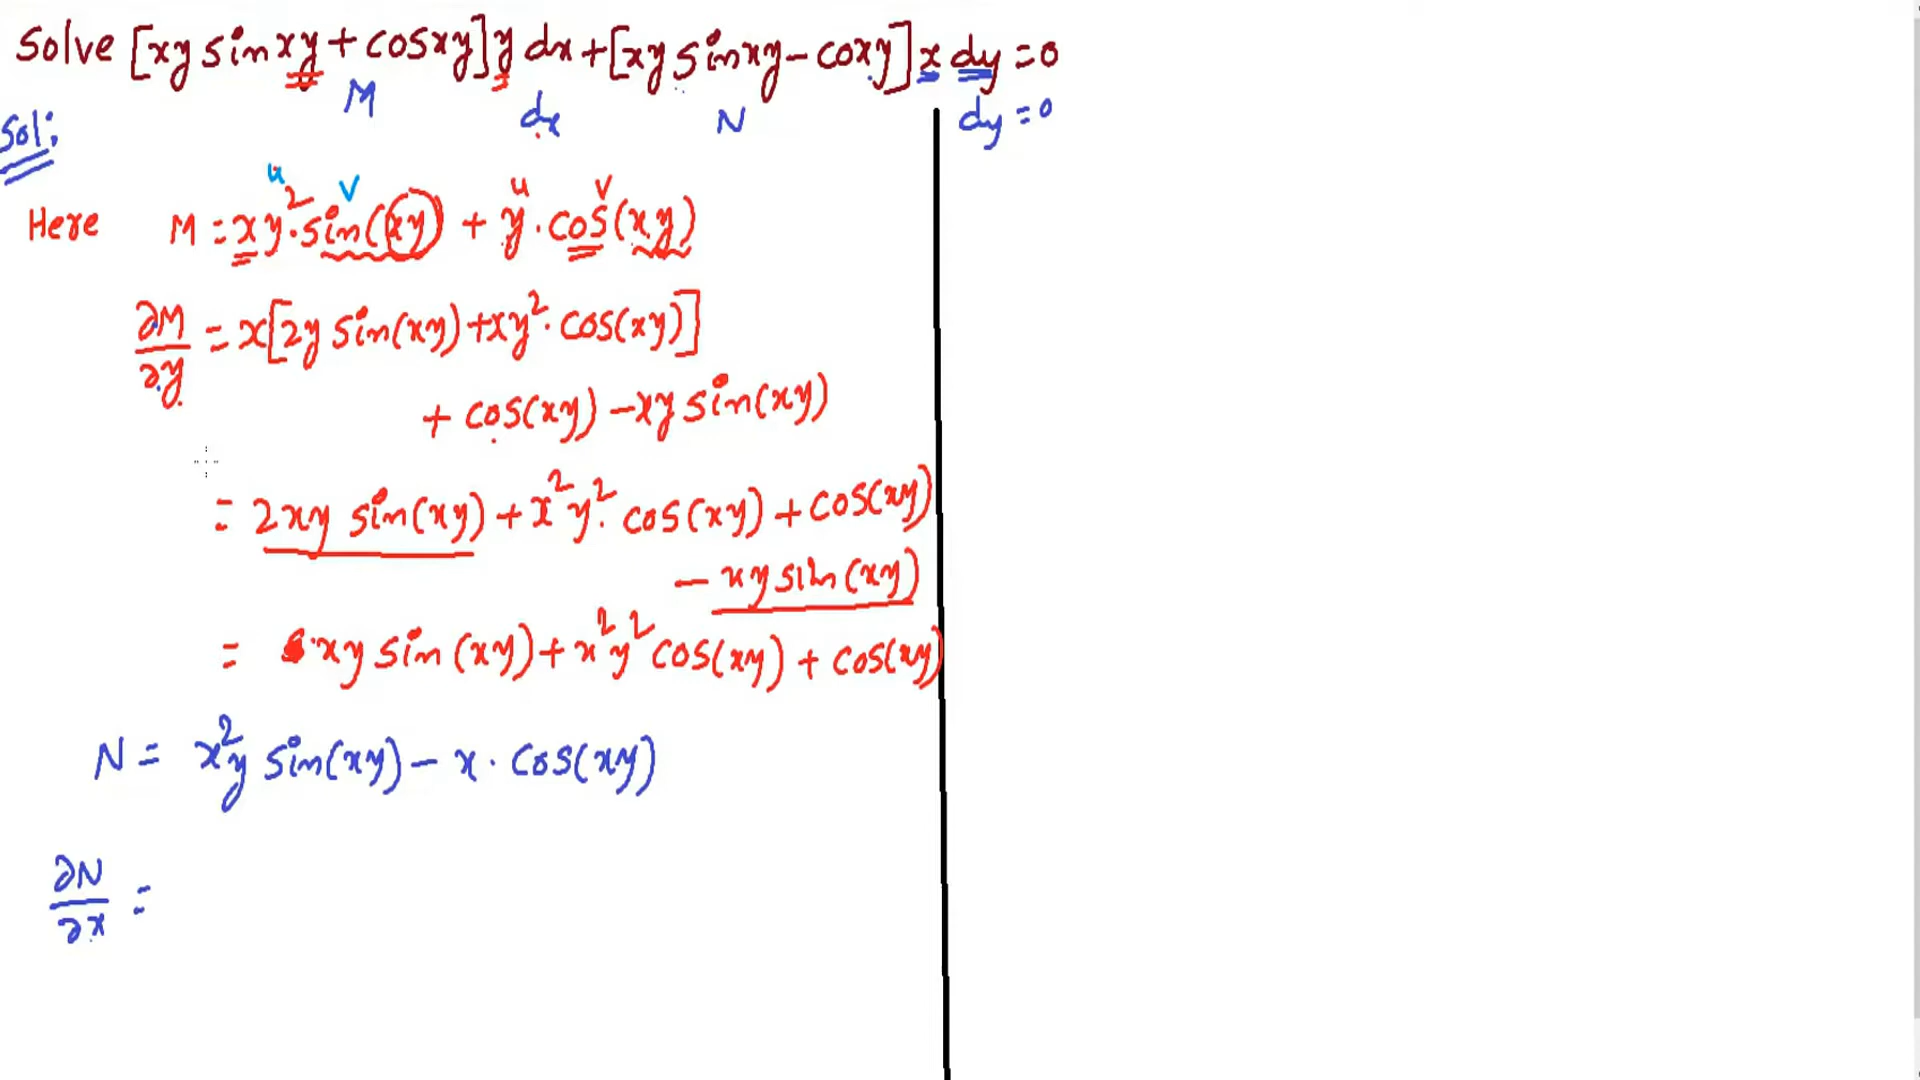 Solve [xy sin xy + cos xy] y dx + [xy sin xy - coxy] x dy = 0
M dx N dy = 0
Sol:
u v u v
Here M = xy²·sin(xy) + y·cos(xy)
∂M/∂y = x[2y sin(xy) + xy²·cos(xy)]
+ cos(xy) - xy sin(xy)
= 2xy sin(xy) + x²y²·cos(xy) + cos(xy)
- xy sin(xy)
= xy sin(xy) + x²y² cos(xy) + cos(xy)
N = x²y sin(xy) - x·cos(xy)
∂N/∂x =